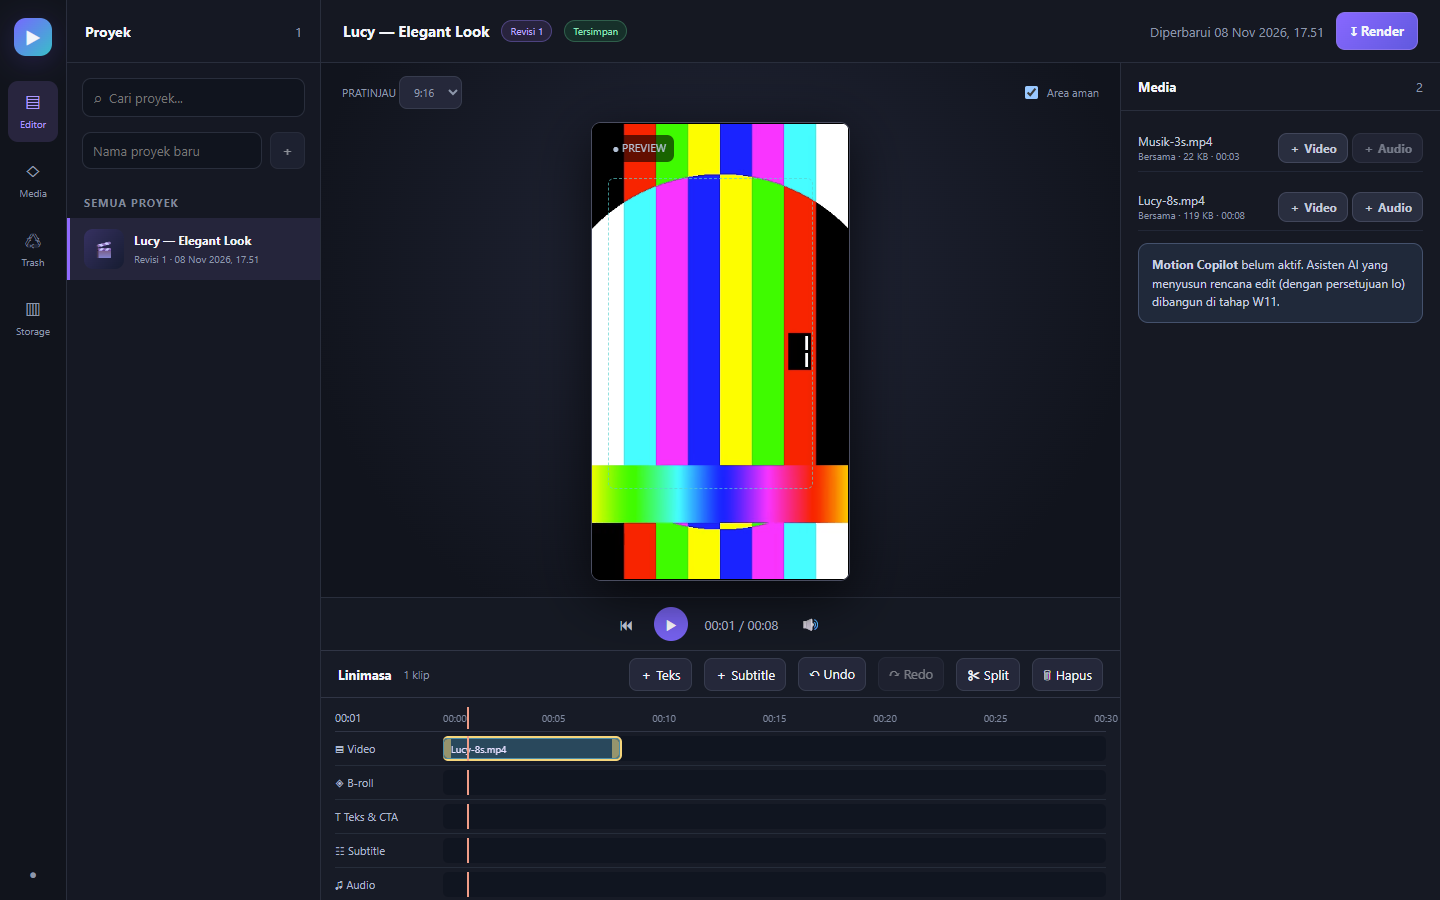 Editor
Media
Trash
Storage
Proyek 1
Cari proyek...
Nama proyek baru +
SEMUA PROYEK
Lucy — Elegant Look
Revisi 1 · 08 Nov 2026, 17.51
Lucy — Elegant Look Revisi 1 Tersimpan
Diperbarui 08 Nov 2026, 17.51 Render
PRATINJAU 9:16
Area aman
PREVIEW
00:01 / 00:08
Linimasa 1 klip
+ Teks + Subtitle Undo Redo Split Hapus
00:01 00:00 00:05 00:10 00:15 00:20 00:25 00:30
Video
Lucy-8s.mp4
B-roll
T Teks & CTA
Subtitle
Audio
Media 2
Musik-3s.mp4
Bersama · 22 KB · 00:03
+ Video + Audio
Lucy-8s.mp4
Bersama · 119 KB · 00:08
+ Video + Audio
Motion Copilot belum aktif. Asisten AI yang
menyusun rencana edit (dengan persetujuan lo)
dibangun di tahap W11.